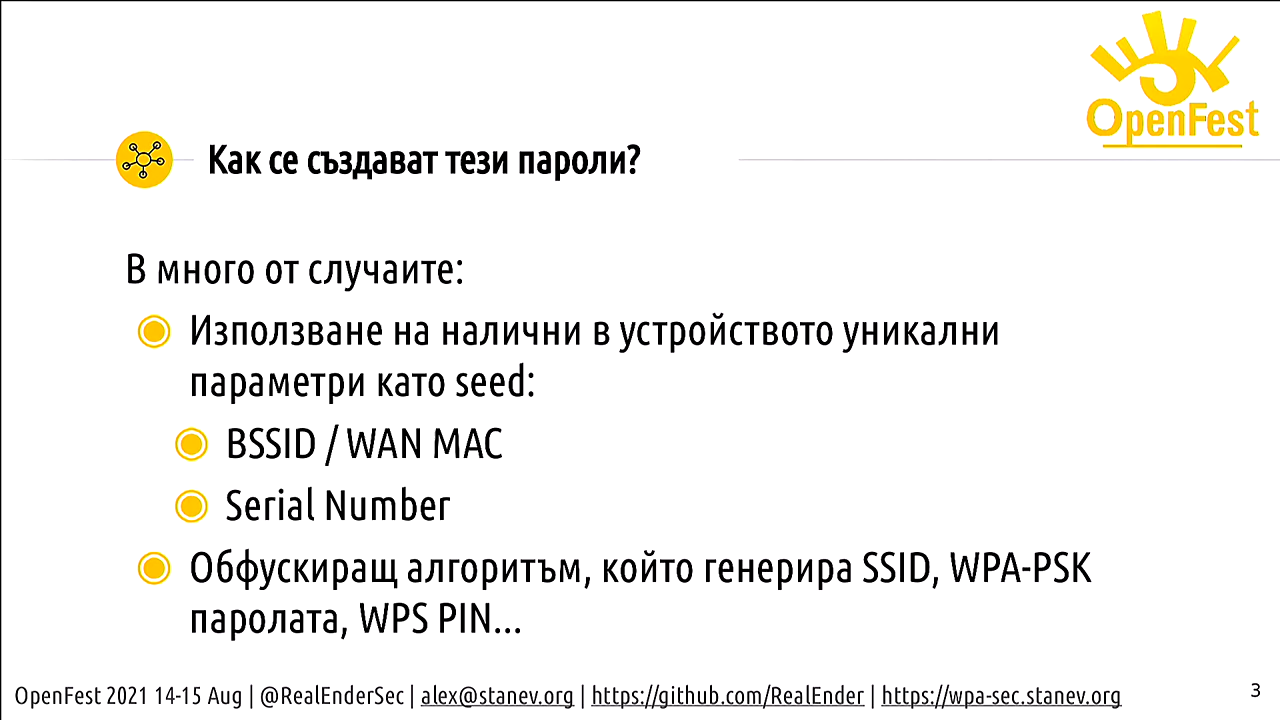 OpenFest
Как се създават тези пароли?
В много от случаите:
Използване на налични в устройството уникални
параметри като seed:
BSSID / WAN MAC
Serial Number
Обфускиращ алгоритъм, който генерира SSID, WPA-PSK
паролата, WPS PIN...
OpenFest 2021 14-15 Aug | @RealEnderSec | alex@stanev.org | https://github.com/RealEnder | https://wpa-sec.stanev.org
3